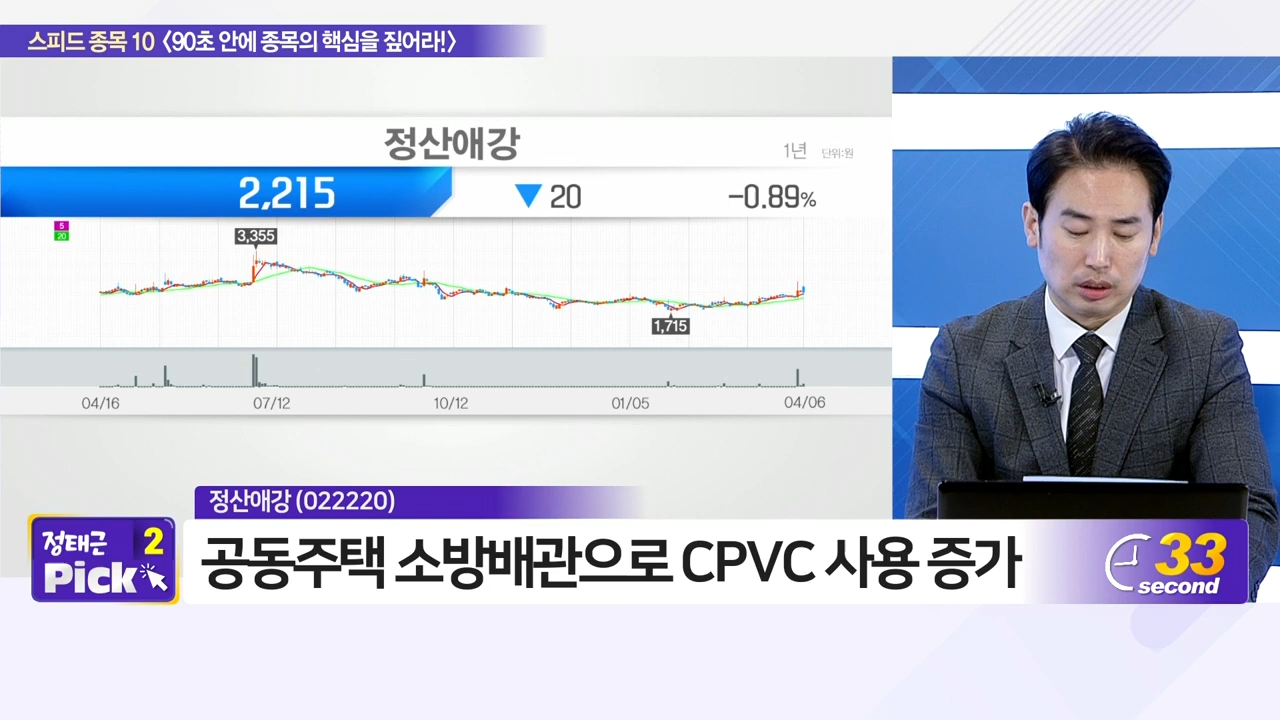 스피드 종목 10 〈90초 안에 종목의 핵심을 짚어라!〉
정산애강
1년 단위:원
2,215 ▼ 20 -0.89%
5
20
3,355
1,715
04/16 07/12 10/12 01/05 04/06
정산애강 (022220)
정태근 2
Pick
공동주택 소방배관으로 CPVC 사용 증가
33
second